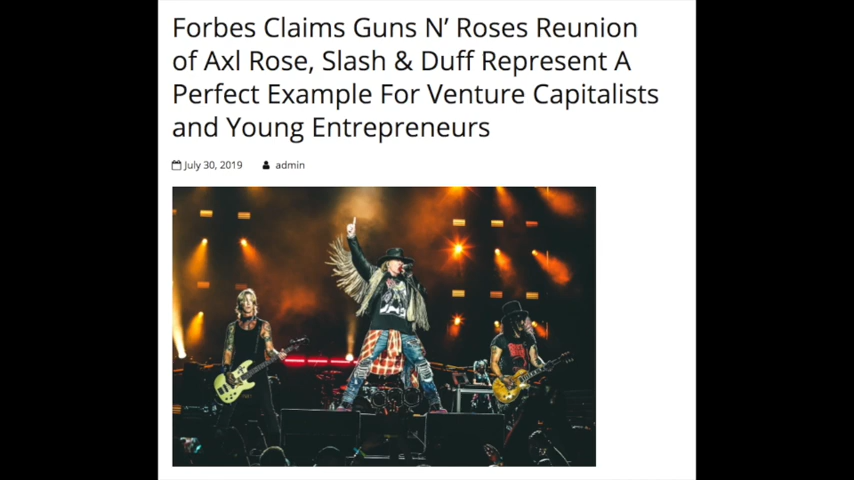 Forbes Claims Guns N’ Roses Reunion
of Axl Rose, Slash & Duff Represent A
Perfect Example For Venture Capitalists
and Young Entrepreneurs
July 30, 2019 admin